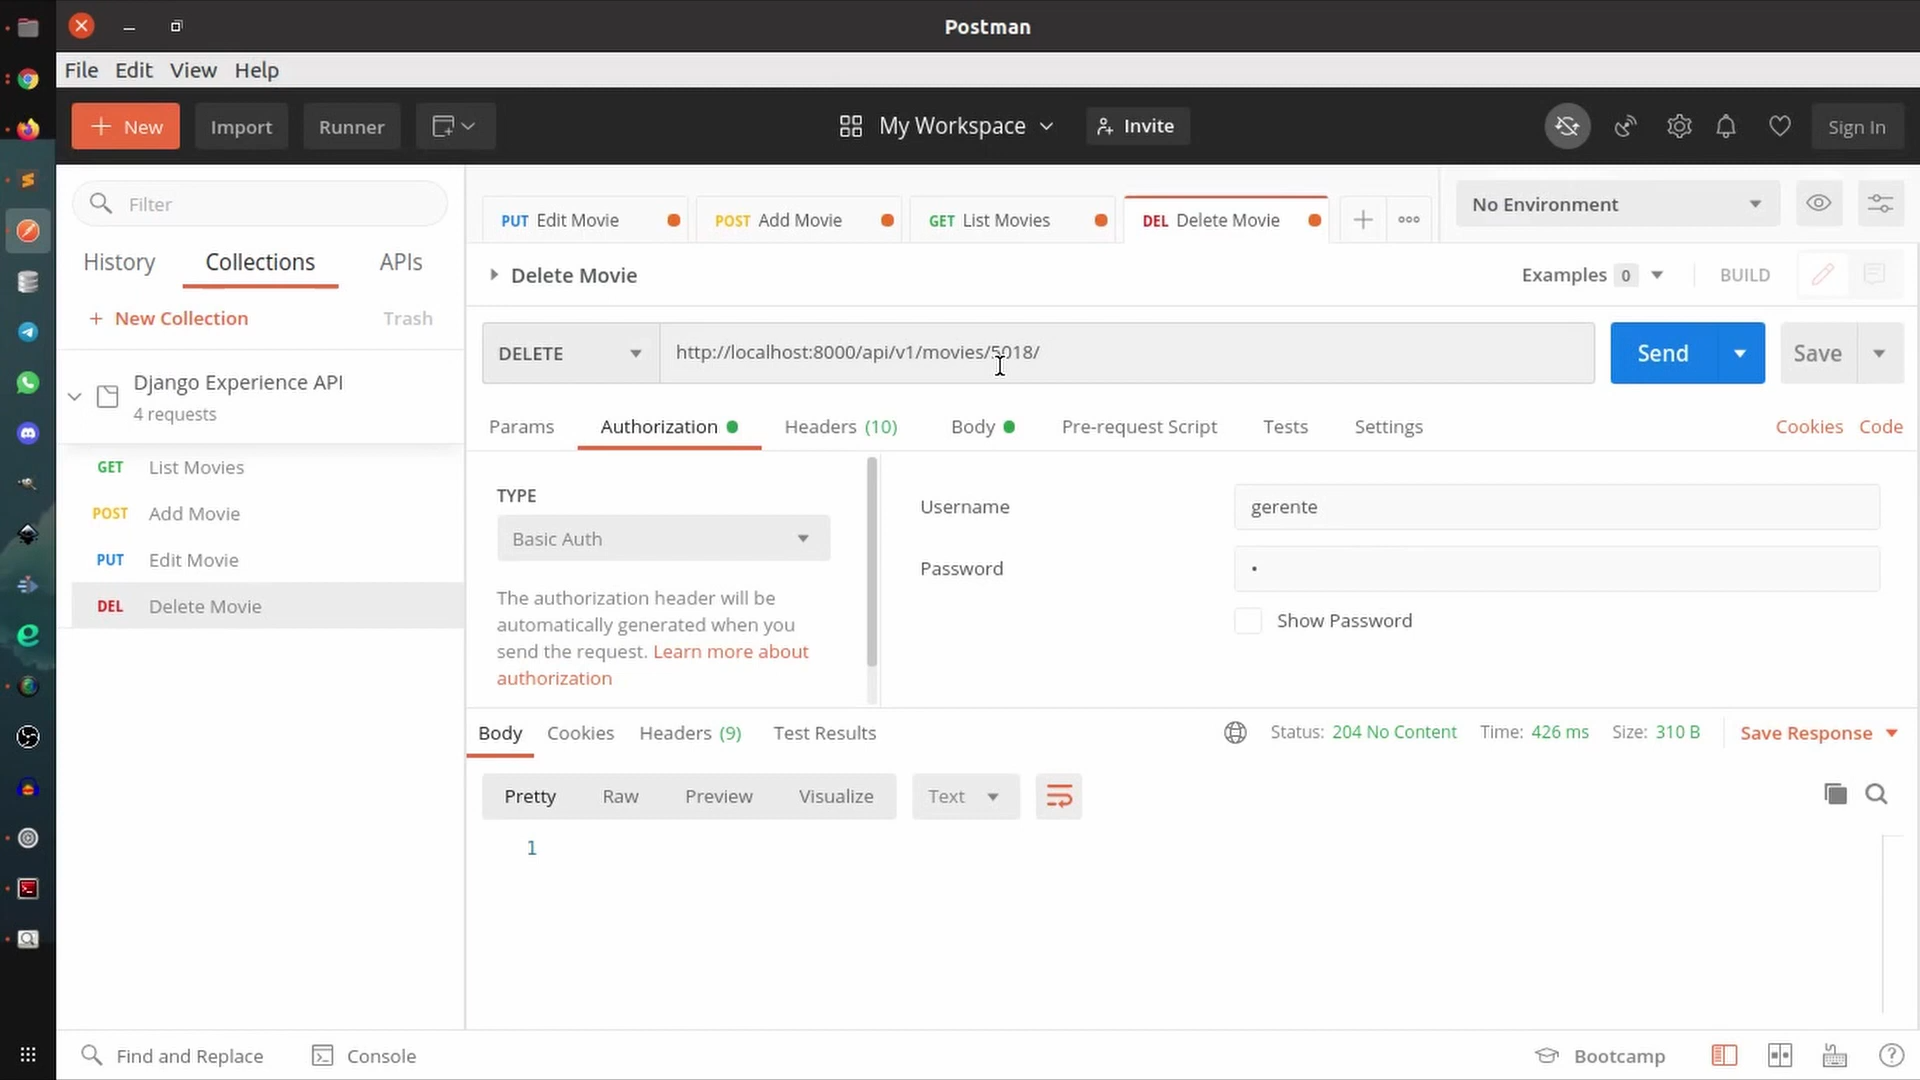 Postman
File Edit View Help
New Import Runner My Workspace Invite Sign In
Filter
History Collections APIs
+ New Collection Trash
Django Experience API
4 requests
GET List Movies
POST Add Movie
PUT Edit Movie
DEL Delete Movie
PUT Edit Movie POST Add Movie GET List Movies DEL Delete Movie No Environment
Delete Movie Examples 0 BUILD
DELETE http://localhost:8000/api/v1/movies/5018/ Send Save
Params Authorization Headers (10) Body Pre-request Script Tests Settings Cookies Code
TYPE
Basic Auth
The authorization header will be
automatically generated when you
send the request. Learn more about
authorization
Username gerente
Password •
Show Password
Body Cookies Headers (9) Test Results Status: 204 No Content Time: 426 ms Size: 310 B Save Response
Pretty Raw Preview Visualize Text
1
Find and Replace Console Bootcamp